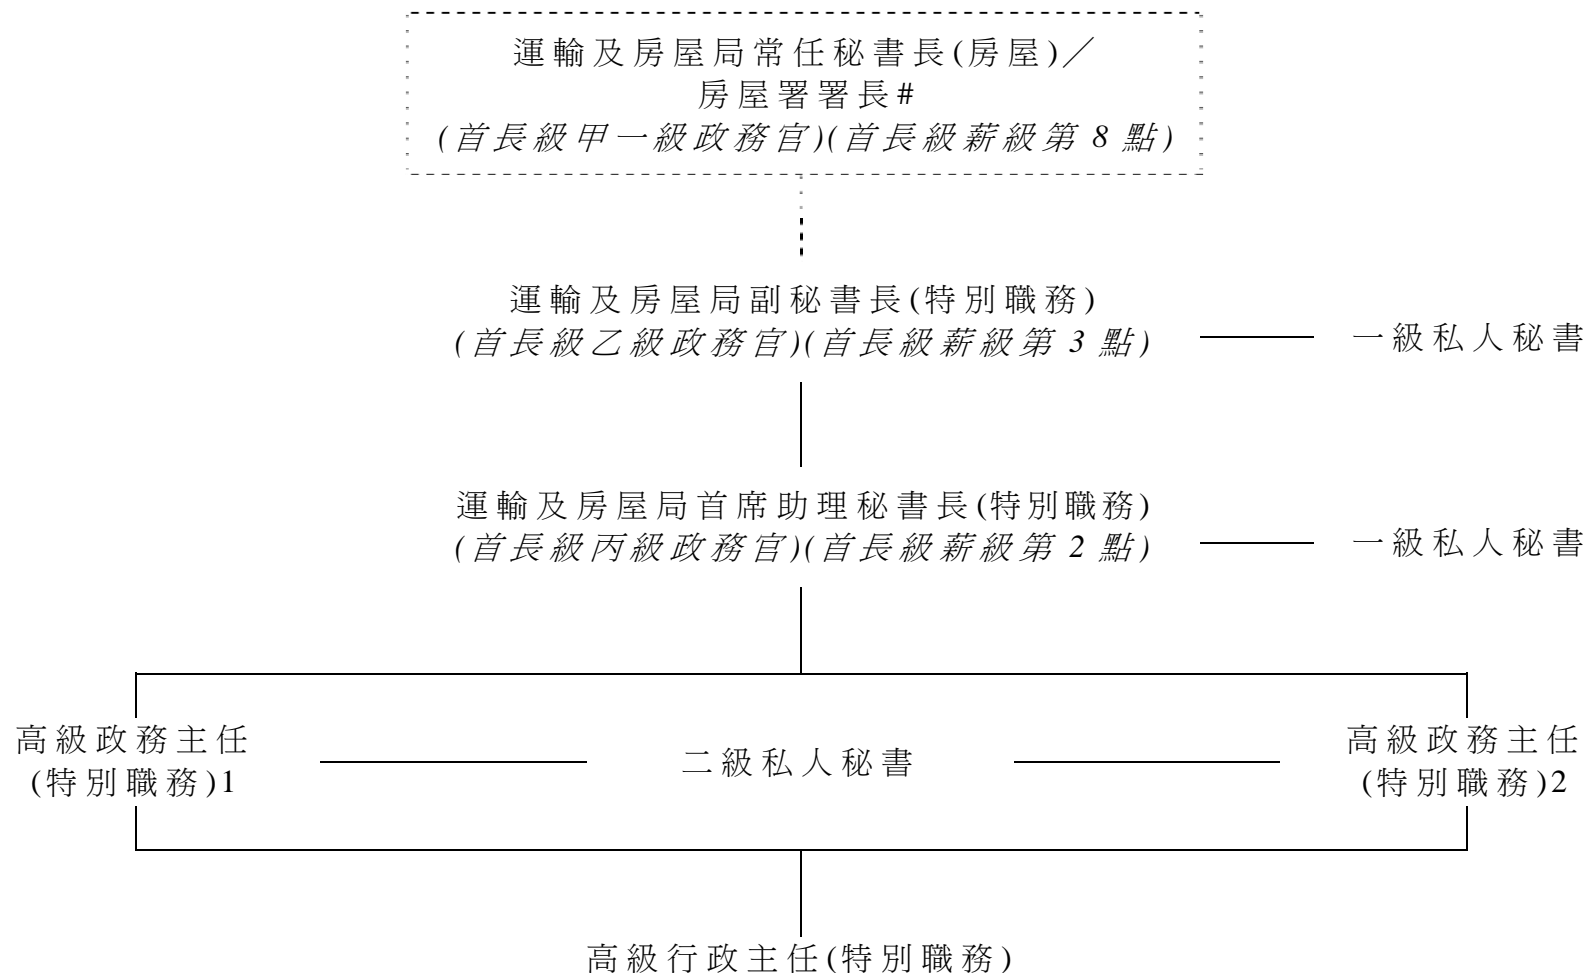 運輸及房屋局常任秘書長(房屋)／
房屋署署長#
(首長級甲一級政務官)(首長級薪級第 8 點)
運輸及房屋局副秘書長(特別職務)
(首長級乙級政務官)(首長級薪級第 3 點)
一級私人秘書
運輸及房屋局首席助理秘書長(特別職務)
(首長級丙級政務官)(首長級薪級第 2 點)
一級私人秘書
高級政務主任
(特別職務)1
二級私人秘書
高級政務主任
(特別職務)2
高級行政主任(特別職務)